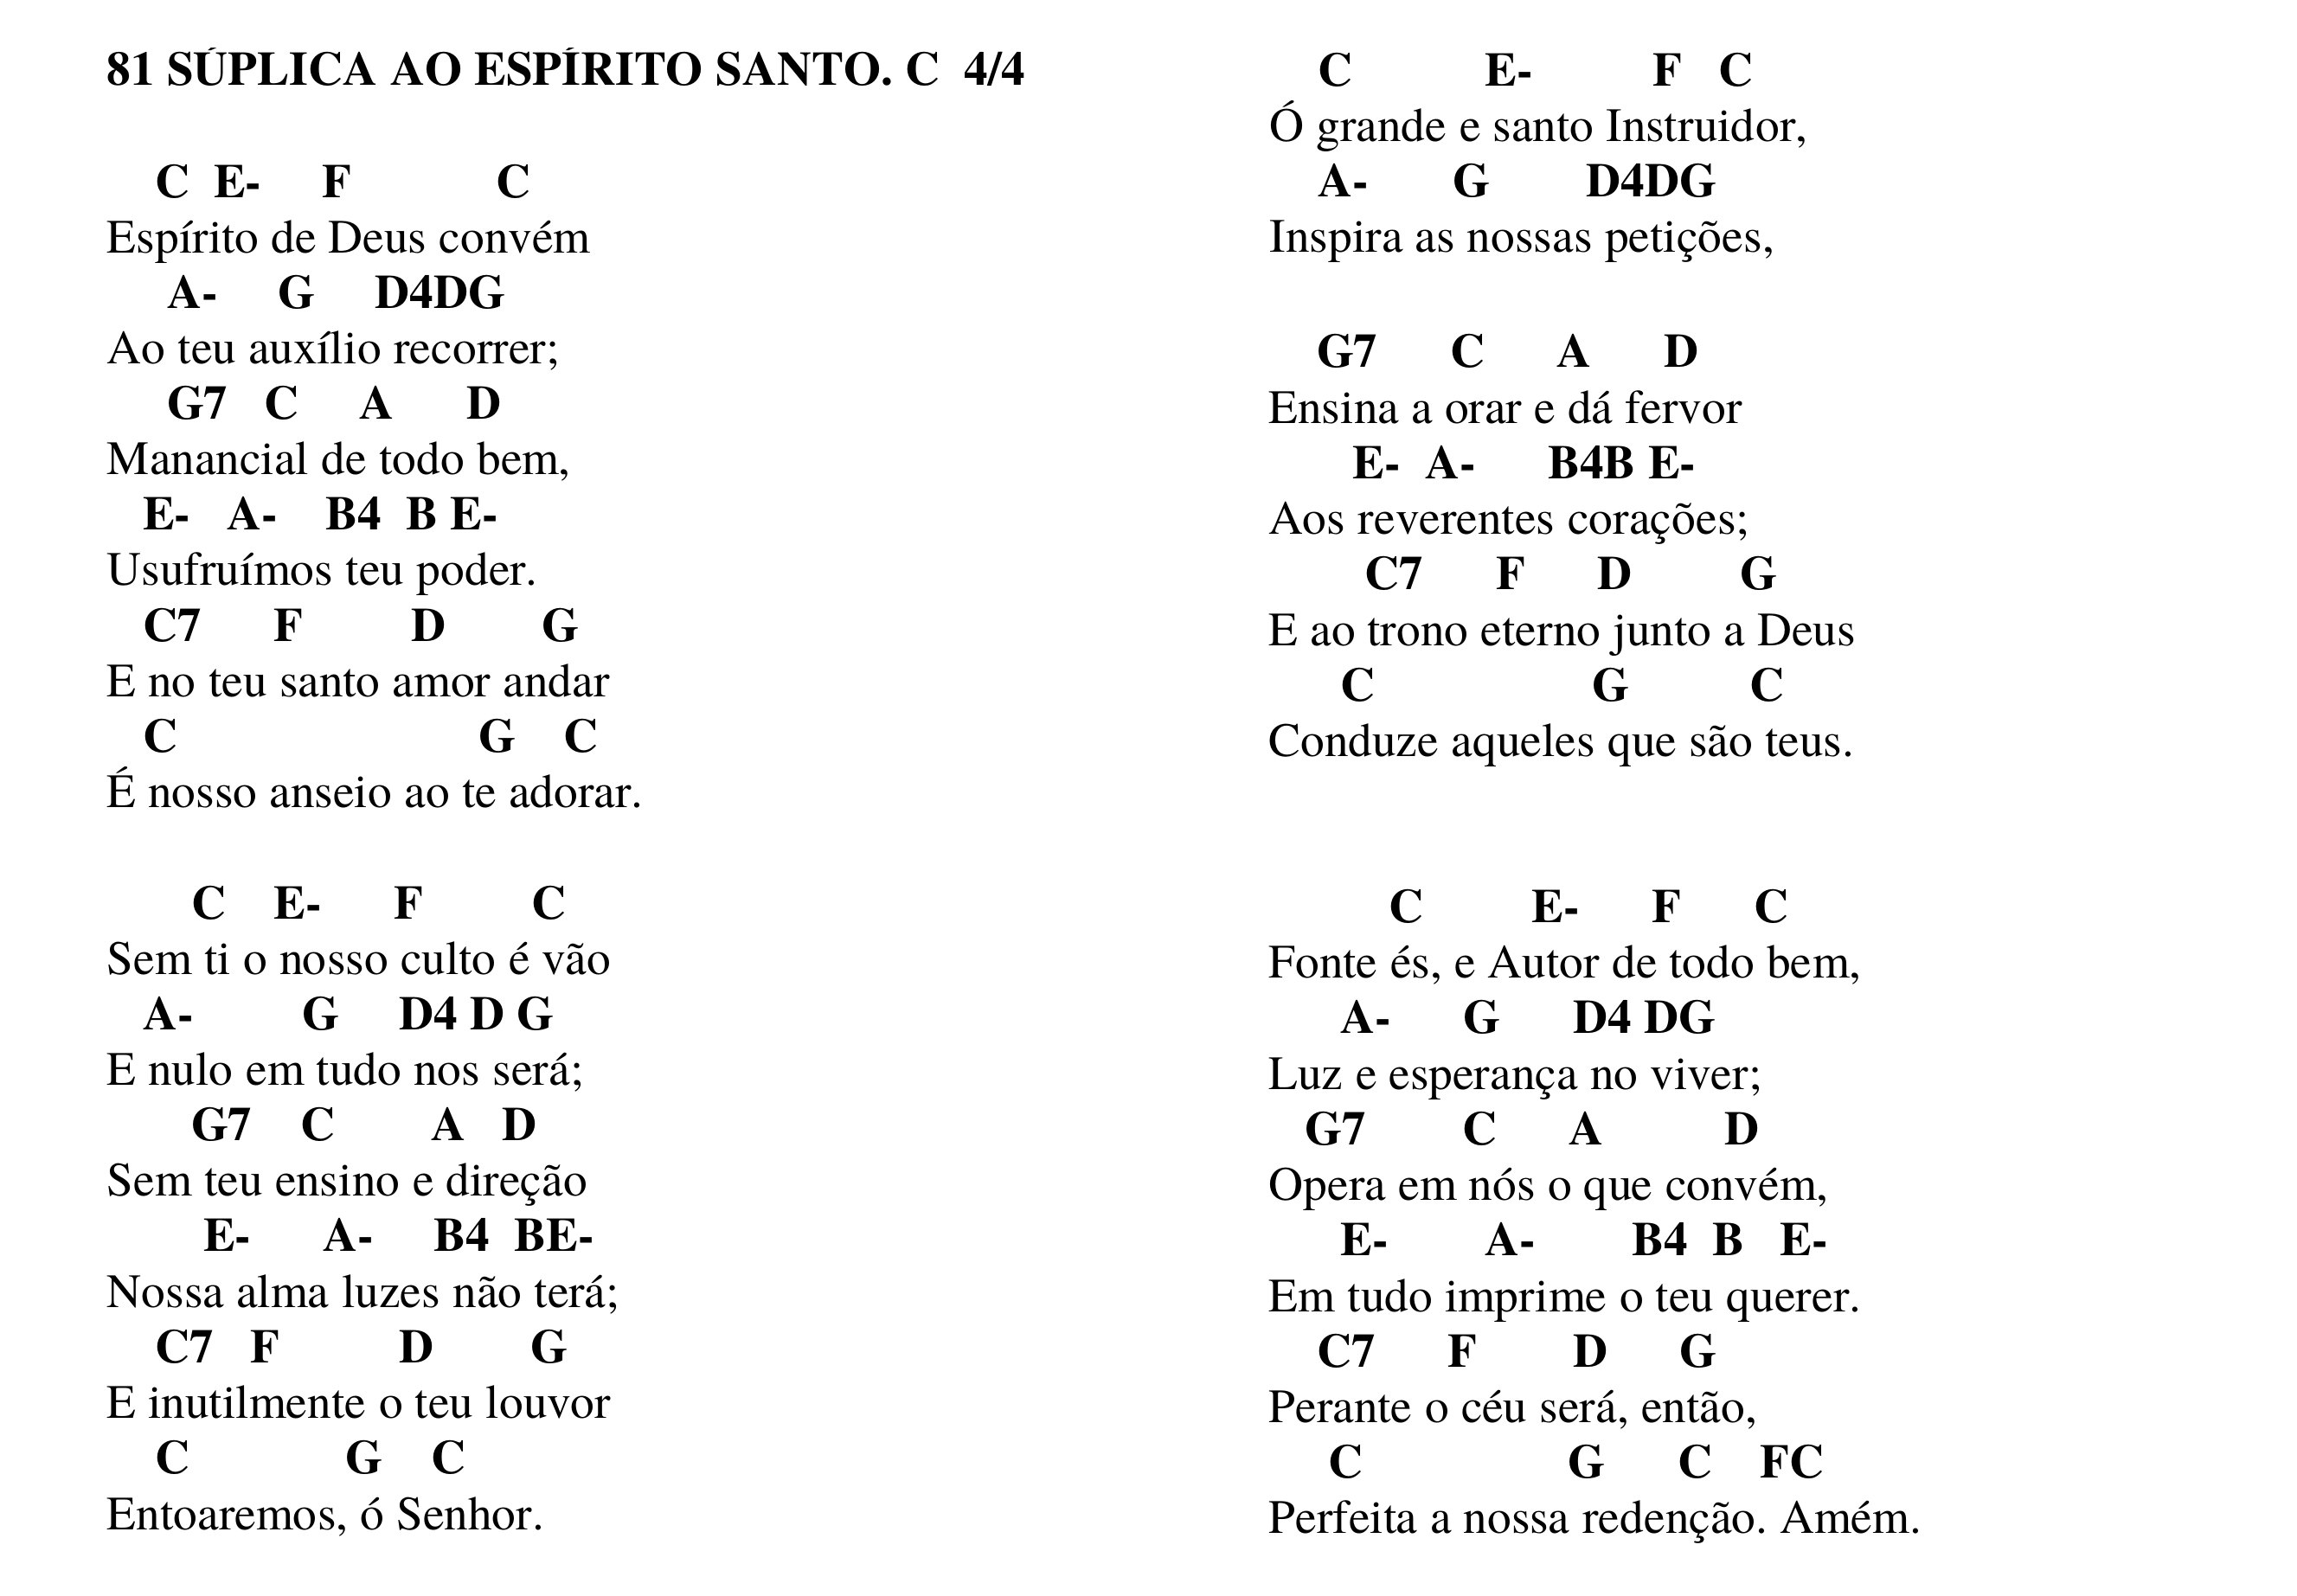 81 SÚPLICA AO ESPÍRITO SANTO. C  4/4
C  E-  F  C
Espírito de Deus convém
A-  G  D4DG
Ao teu auxílio recorrer;
G7  C  A  D
Manancial de todo bem,
E-  A-  B4  B E-
Usufruímos teu poder.
C7  F  D  G
E no teu santo amor andar
C  G  C
É nosso anseio ao te adorar.
C  E-  F  C
Sem ti o nosso culto é vão
A-  G  D4 D G
E nulo em tudo nos será;
G7  C  A  D
Sem teu ensino e direção
E-  A-  B4  BE-
Nossa alma luzes não terá;
C7  F  D  G
E inutilmente o teu louvor
C  G  C
Entoaremos, ó Senhor.
C  E-  F  C
Ó grande e santo Instruidor,
A-  G  D4DG
Inspira as nossas petições,
G7  C  A  D
Ensina a orar e dá fervor
E-  A-  B4B E-
Aos reverentes corações;
C7  F  D  G
E ao trono eterno junto a Deus
C  G  C
Conduze aqueles que são teus.
C  E-  F  C
Fonte és, e Autor de todo bem,
A-  G  D4 DG
Luz e esperança no viver;
G7  C  A  D
Opera em nós o que convém,
E-  A-  B4  B  E-
Em tudo imprime o teu querer.
C7  F  D  G
Perante o céu será, então,
C  G  C  FC
Perfeita a nossa redenção. Amém.